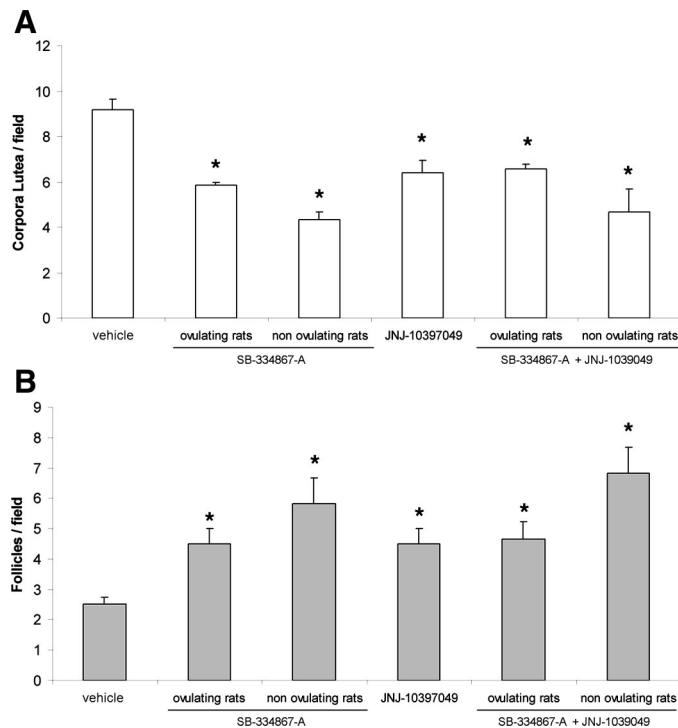 A
12
10
8
6
4
2
0
Corpora Lutea / field
*
*
*
*
*
vehicle
ovulating rats
non ovulating rats
JNJ-10397049
ovulating rats
non ovulating rats
SB-334867-A
SB-334867-A + JNJ-1039049
B
9
8
7
6
5
4
3
2
1
0
Follicles / field
*
*
*
*
*
vehicle
ovulating rats
non ovulating rats
JNJ-10397049
ovulating rats
non ovulating rats
SB-334867-A
SB-334867-A + JNJ-1039049